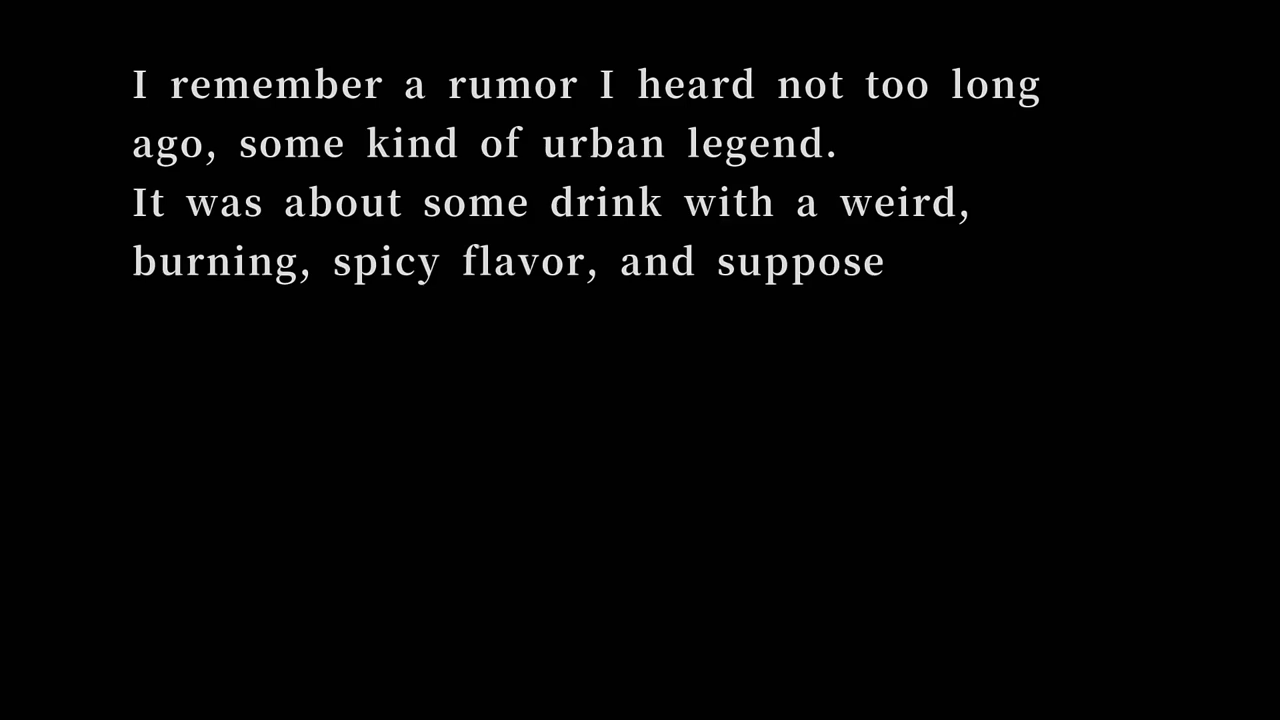 I remember a rumor I heard not too long
ago, some kind of urban legend.
It was about some drink with a weird,
burning, spicy flavor, and suppose